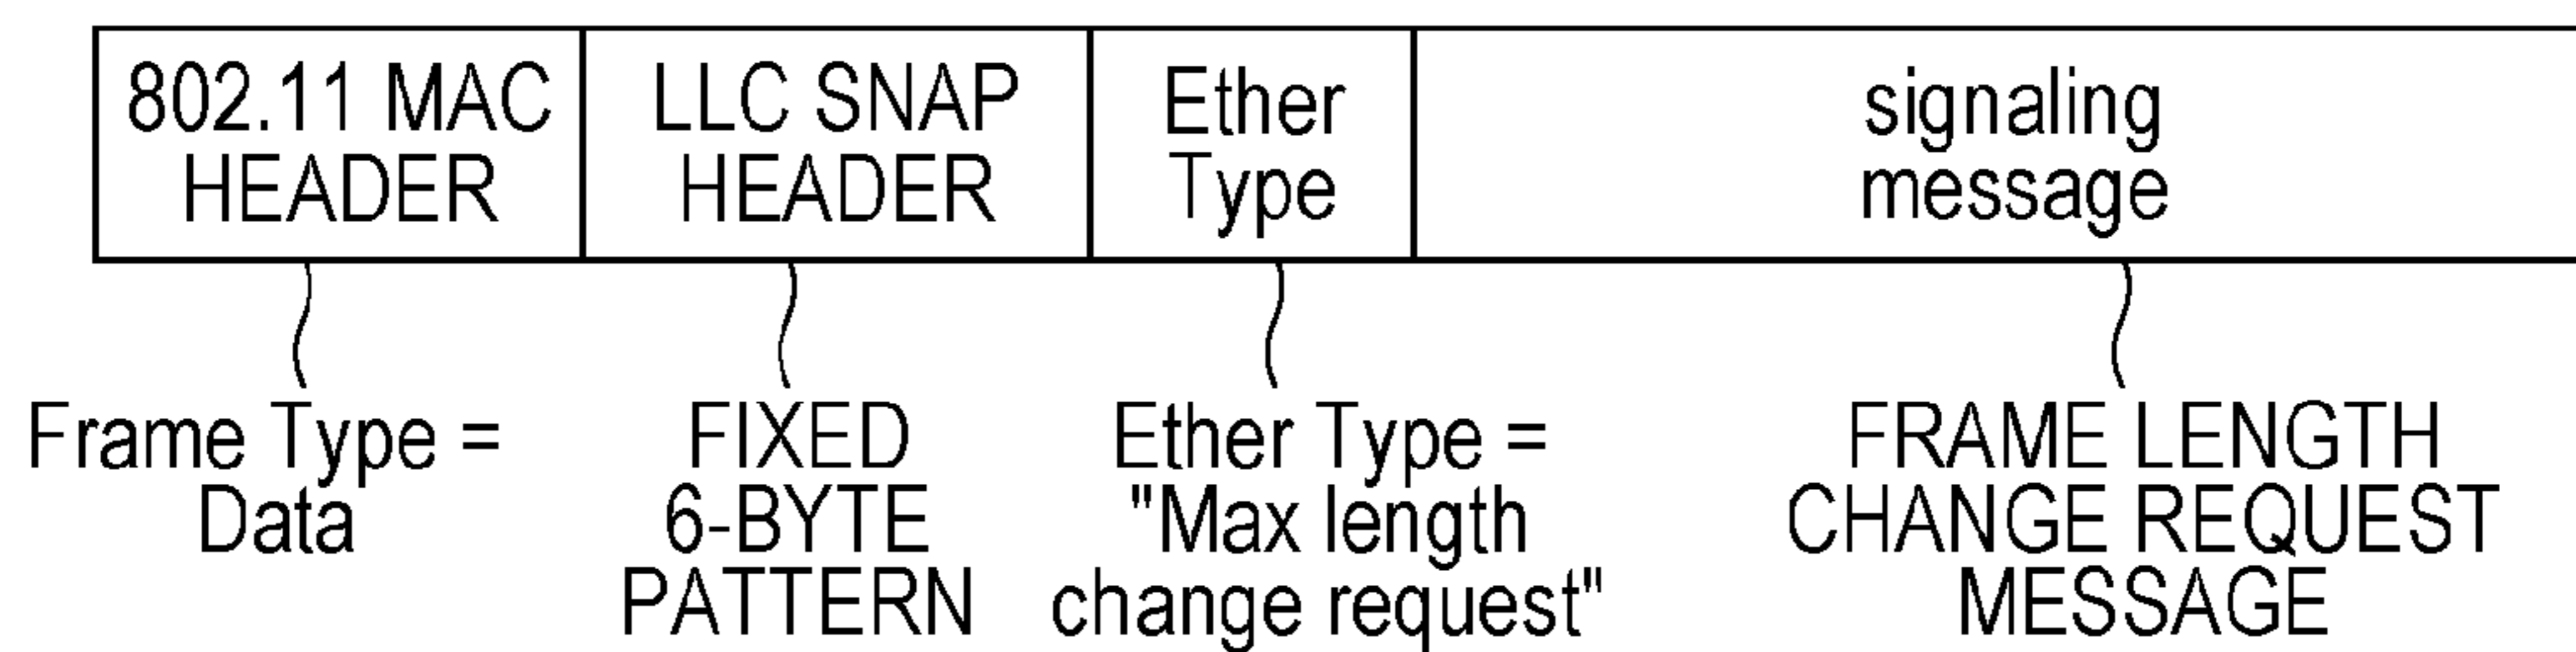 802.11 MAC
HEADER
LLC SNAP
HEADER
Ether
Type
signaling
message
Frame Type =
Data
FIXED
6-BYTE
PATTERN
Ether Type =
"Max length
change request"
FRAME LENGTH
CHANGE REQUEST
MESSAGE